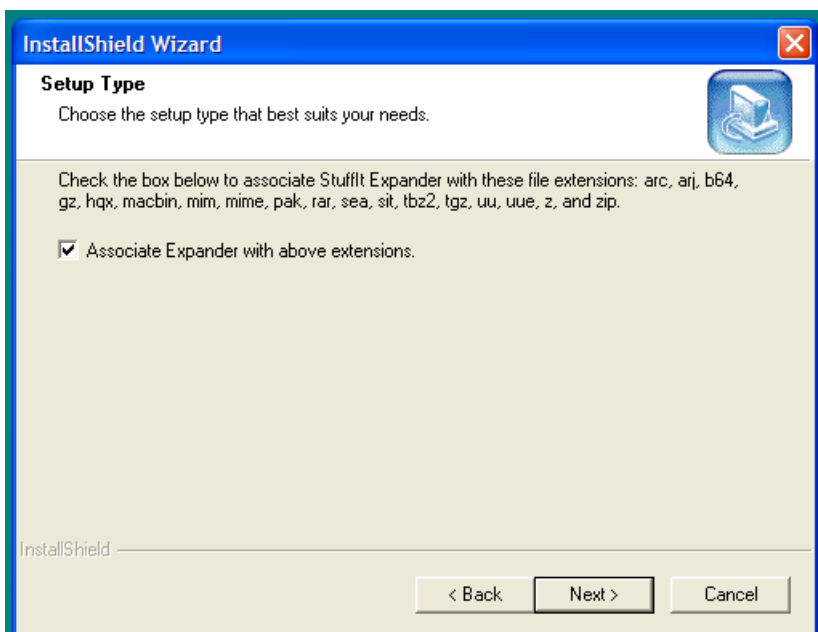 InstallShield Wizard
Setup Type
Choose the setup type that best suits your needs.
Check the box below to associate StuffIt Expander with these file extensions: arc, arj, b64,
gz, hqx, macbin, mim, mime, pak, rar, sea, sit, tbz2, tgz, uu, uue, z, and zip.
Associate Expander with above extensions.
InstallShield
< Back
Next >
Cancel